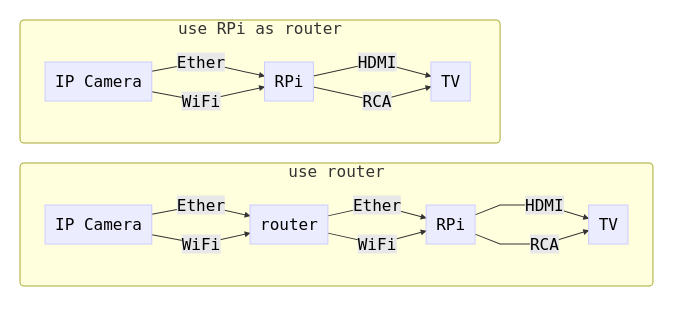 use RPi as router
Ether
HDMI
IP Camera
RPi
TV
WiFi
RCA
use router
Ether
Ether
HDMI
IP Camera
router
RPi
TV
WiFi
WiFi
RCA